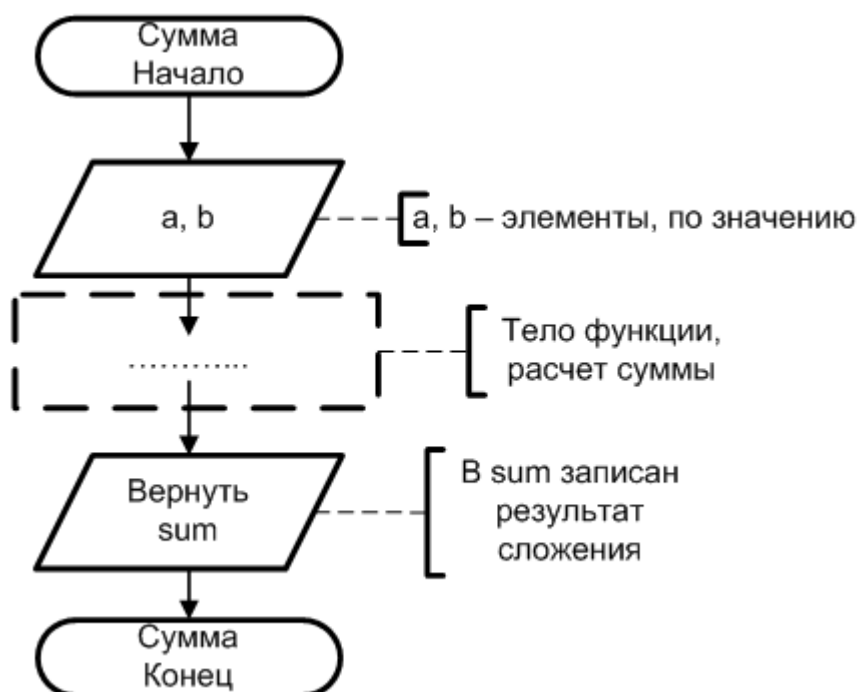 Сумма
Начало
a, b
a, b – элементы, по значению
Тело функции,
расчет суммы
...........
Вернуть
sum
В sum записан
результат
сложения
Сумма
Конец